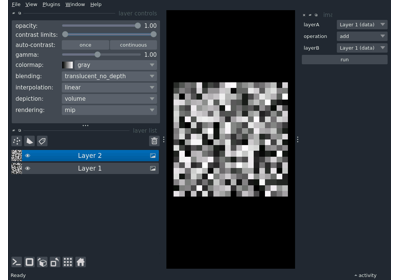 File View Plugins Window Help
layer controls
opacity: 1.00
contrast limits:
auto-contrast: once continuous
gamma: 1.00
colormap: gray
blending: translucent_no_depth
interpolation: linear
depiction: volume
rendering: mip
layer list
Layer 2
Layer 1
layerA Layer 1 (data)
operation add
layerB Layer 1 (data)
run
Ready
activity